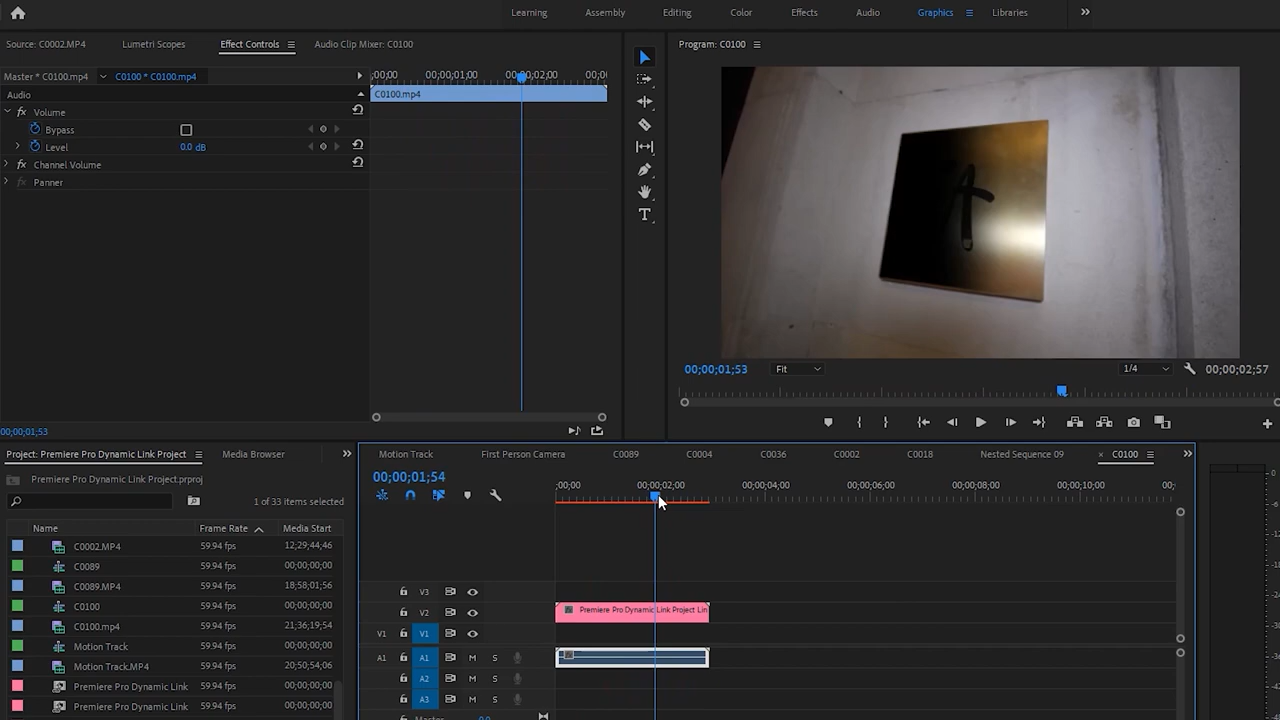 Learning Assembly Editing Color Effects Audio Graphics Libraries
Source: C0002.MP4 Lumetri Scopes Effect Controls Audio Clip Mixer: C0100 Program: C0100
Master * C0100.mp4 C0100 * C0100.mp4 ;00;00 00;00;01;00 00;00;02;00 00;0
Audio C0100.mp4
fx Volume
Bypass
Level 0.0 dB
fx Channel Volume
fx Panner
00;00;01;53 Fit 1/4 00;00;02;57
00;00;01;53
Project: Premiere Pro Dynamic Link Project Media Browser
Premiere Pro Dynamic Link Project.prproj
1 of 33 items selected
Name Frame Rate Media Start
C0002.MP4 59.94 fps 12;29;44;46
C0089 59.94 fps 00;00;00;00
C0089.MP4 59.94 fps 18;58;01;56
C0100 59.94 fps 00;00;00;00
C0100.mp4 59.94 fps 21;36;19;54
Motion Track 59.94 fps 00;00;00;00
Motion Track.MP4 59.94 fps 20;50;54;06
Premiere Pro Dynamic Link 59.94 fps 00;00;00;00
Premiere Pro Dynamic Link 59.94 fps 00;00;00;00
Motion Track First Person Camera C0089 C0004 C0036 C0002 C0018 Nested Sequence 09 C0100
00;00;01;54
;00;00 00;00;02;00 00;00;04;00 00;00;06;00 00;00;08;00 00;00;10;00 00;
V3
V2 Premiere Pro Dynamic Link Project Lin
V1 V1
A1 A1 M S
A2 M S
A3 M S
Master 0.0
0